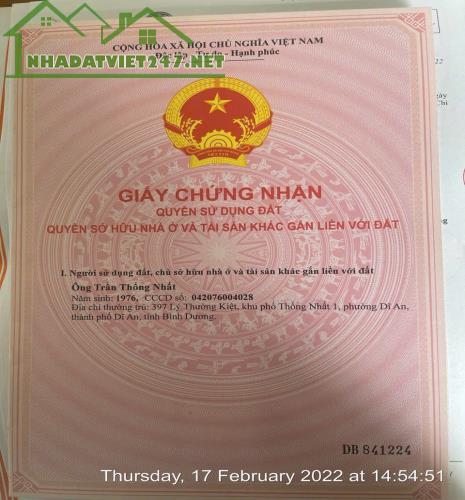 CỘNG HÒA XÃ HỘI CHỦ NGHĨA VIỆT NAM
Độc lập - Tự do - Hạnh phúc
NHADATVIET247.NET
GIẤY CHỨNG NHẬN
QUYỀN SỬ DỤNG ĐẤT
QUYỀN SỞ HỮU NHÀ Ở VÀ TÀI SẢN KHÁC GẮN LIỀN VỚI ĐẤT
I. Người sử dụng đất, chủ sở hữu nhà ở và tài sản khác gắn liền với đất
Ông Trần Thống Nhất
Năm sinh: 1976, CCCD số: 042076004028
Địa chỉ thường trú: 397 Lý Thường Kiệt, khu phố Thống Nhất 1, phường Dĩ An,
thành phố Dĩ An, tỉnh Bình Dương.
DB 841224
Thursday, 17 February 2022 at 14:54:51